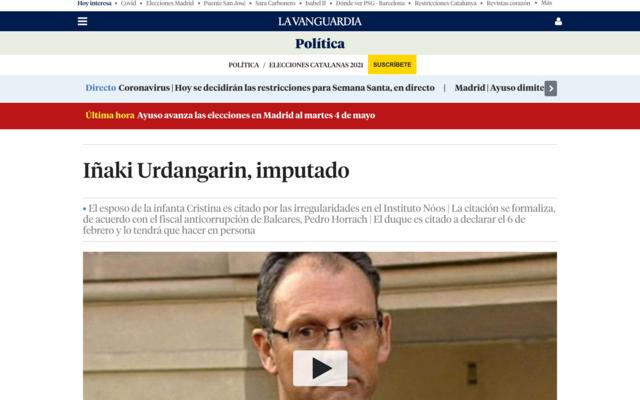 Hoy interesa • Covid • Elecciones Madrid • Puente San José • Sara Carbonero • Isabel II • Dónde ver PSG - Barcelona • Restricciones Catalunya • Revistas corazón • Más
LA VANGUARDIA
Política
POLÍTICA / ELECCIONES CATALANAS 2021 SUSCRÍBETE
Directo Coronavirus | Hoy se decidirán las restricciones para Semana Santa, en directo | Madrid | Ayuso dimite
Última hora Ayuso avanza las elecciones en Madrid al martes 4 de mayo
Iñaki Urdangarin, imputado
• El esposo de la infanta Cristina es citado por las irregularidades en el Instituto Nóos | La citación se formaliza,
de acuerdo con el fiscal anticorrupción de Baleares, Pedro Horrach | El duque es citado a declarar el 6 de
febrero y lo tendrá que hacer en persona